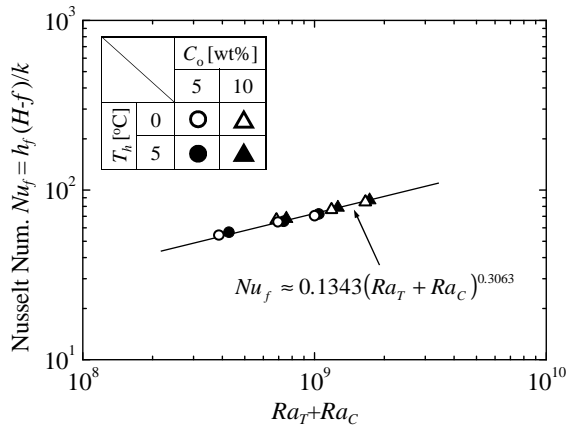 10³
C₀ [wt%]
5 10
T_h [°C]
0
5
10²
Nu_f ≈ 0.1343(Ra_T + Ra_C)^0.3063
10¹
10⁸ 10⁹ 10¹⁰
Ra_T+Ra_C
Nusselt Num. Nu_f = h_f (H-f)/k